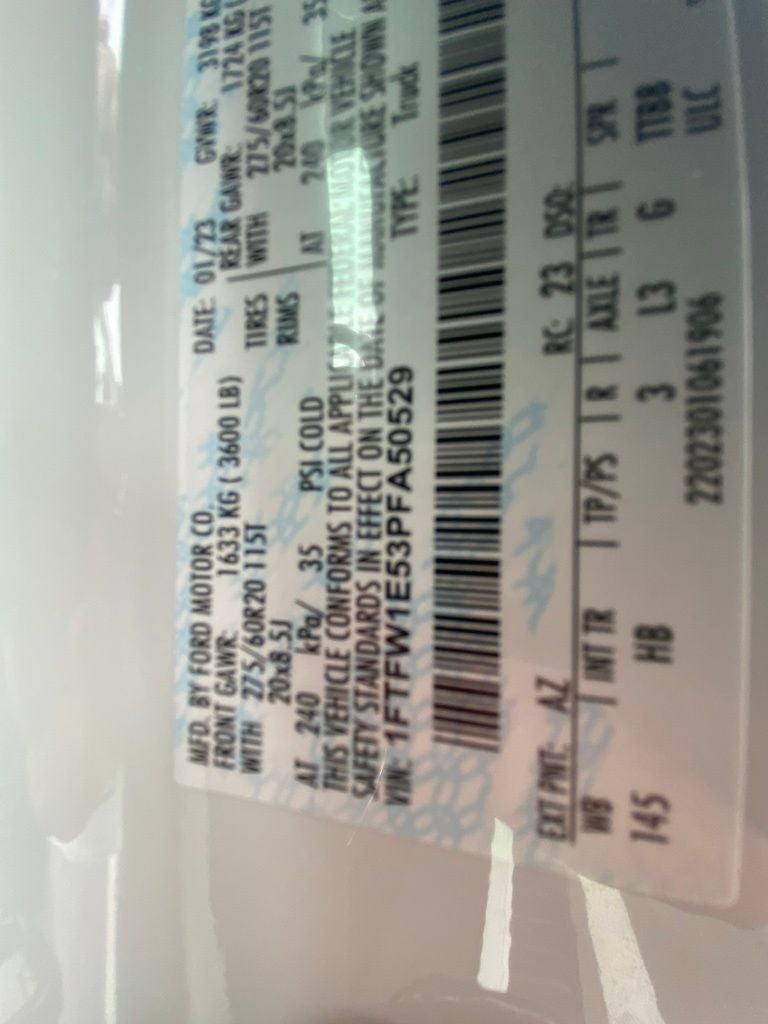 MFD. BY FORD MOTOR CO. DATE: 01/23 GVWR: 3198 KG
FRONT GAWR: 1633 KG ( 3600 LB) REAR GAWR: 1724 KG (
WITH 275/60R20 115T TIRES WITH 275/60R20 115T
20x8.5J RIMS 20x8.5J
AT 240 kPa/ 35 PSI COLD AT 240 kPa/ 35
THIS VEHICLE CONFORMS TO ALL APPLICABLE FEDERAL MOTOR VEHICLE
SAFETY STANDARDS IN EFFECT ON THE DATE OF MANUFACTURE SHOWN A
VIN: 1FTFW1E53PFA50529 TYPE: Truck
EXT PNT: AZ RC: 23 DSO:
WB | INT TR | TP/PS | R | AXLE | TR | SPR |
145 HB 3 L3 G TTBB
2202301061906 ULC